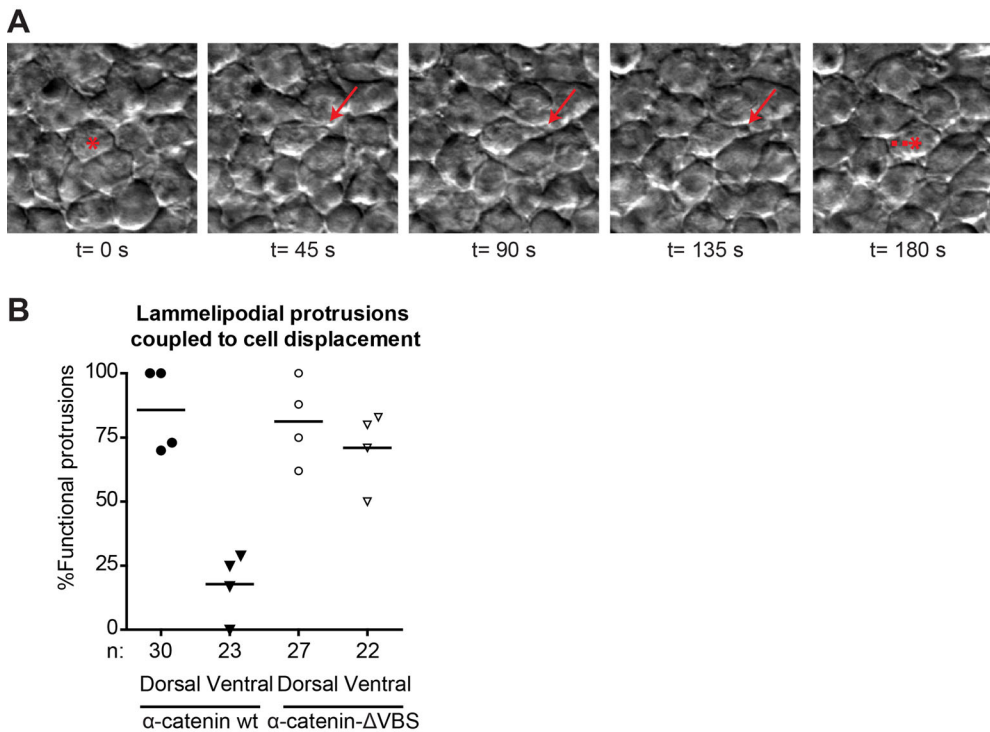 A
t= 0 s t= 45 s t= 90 s t= 135 s t= 180 s
B
Lammelipodial protrusions
coupled to cell displacement
%Functional protrusions
100
75
50
25
0
n: 30 23 27 22
Dorsal Ventral Dorsal Ventral
α-catenin wt α-catenin-ΔVBS